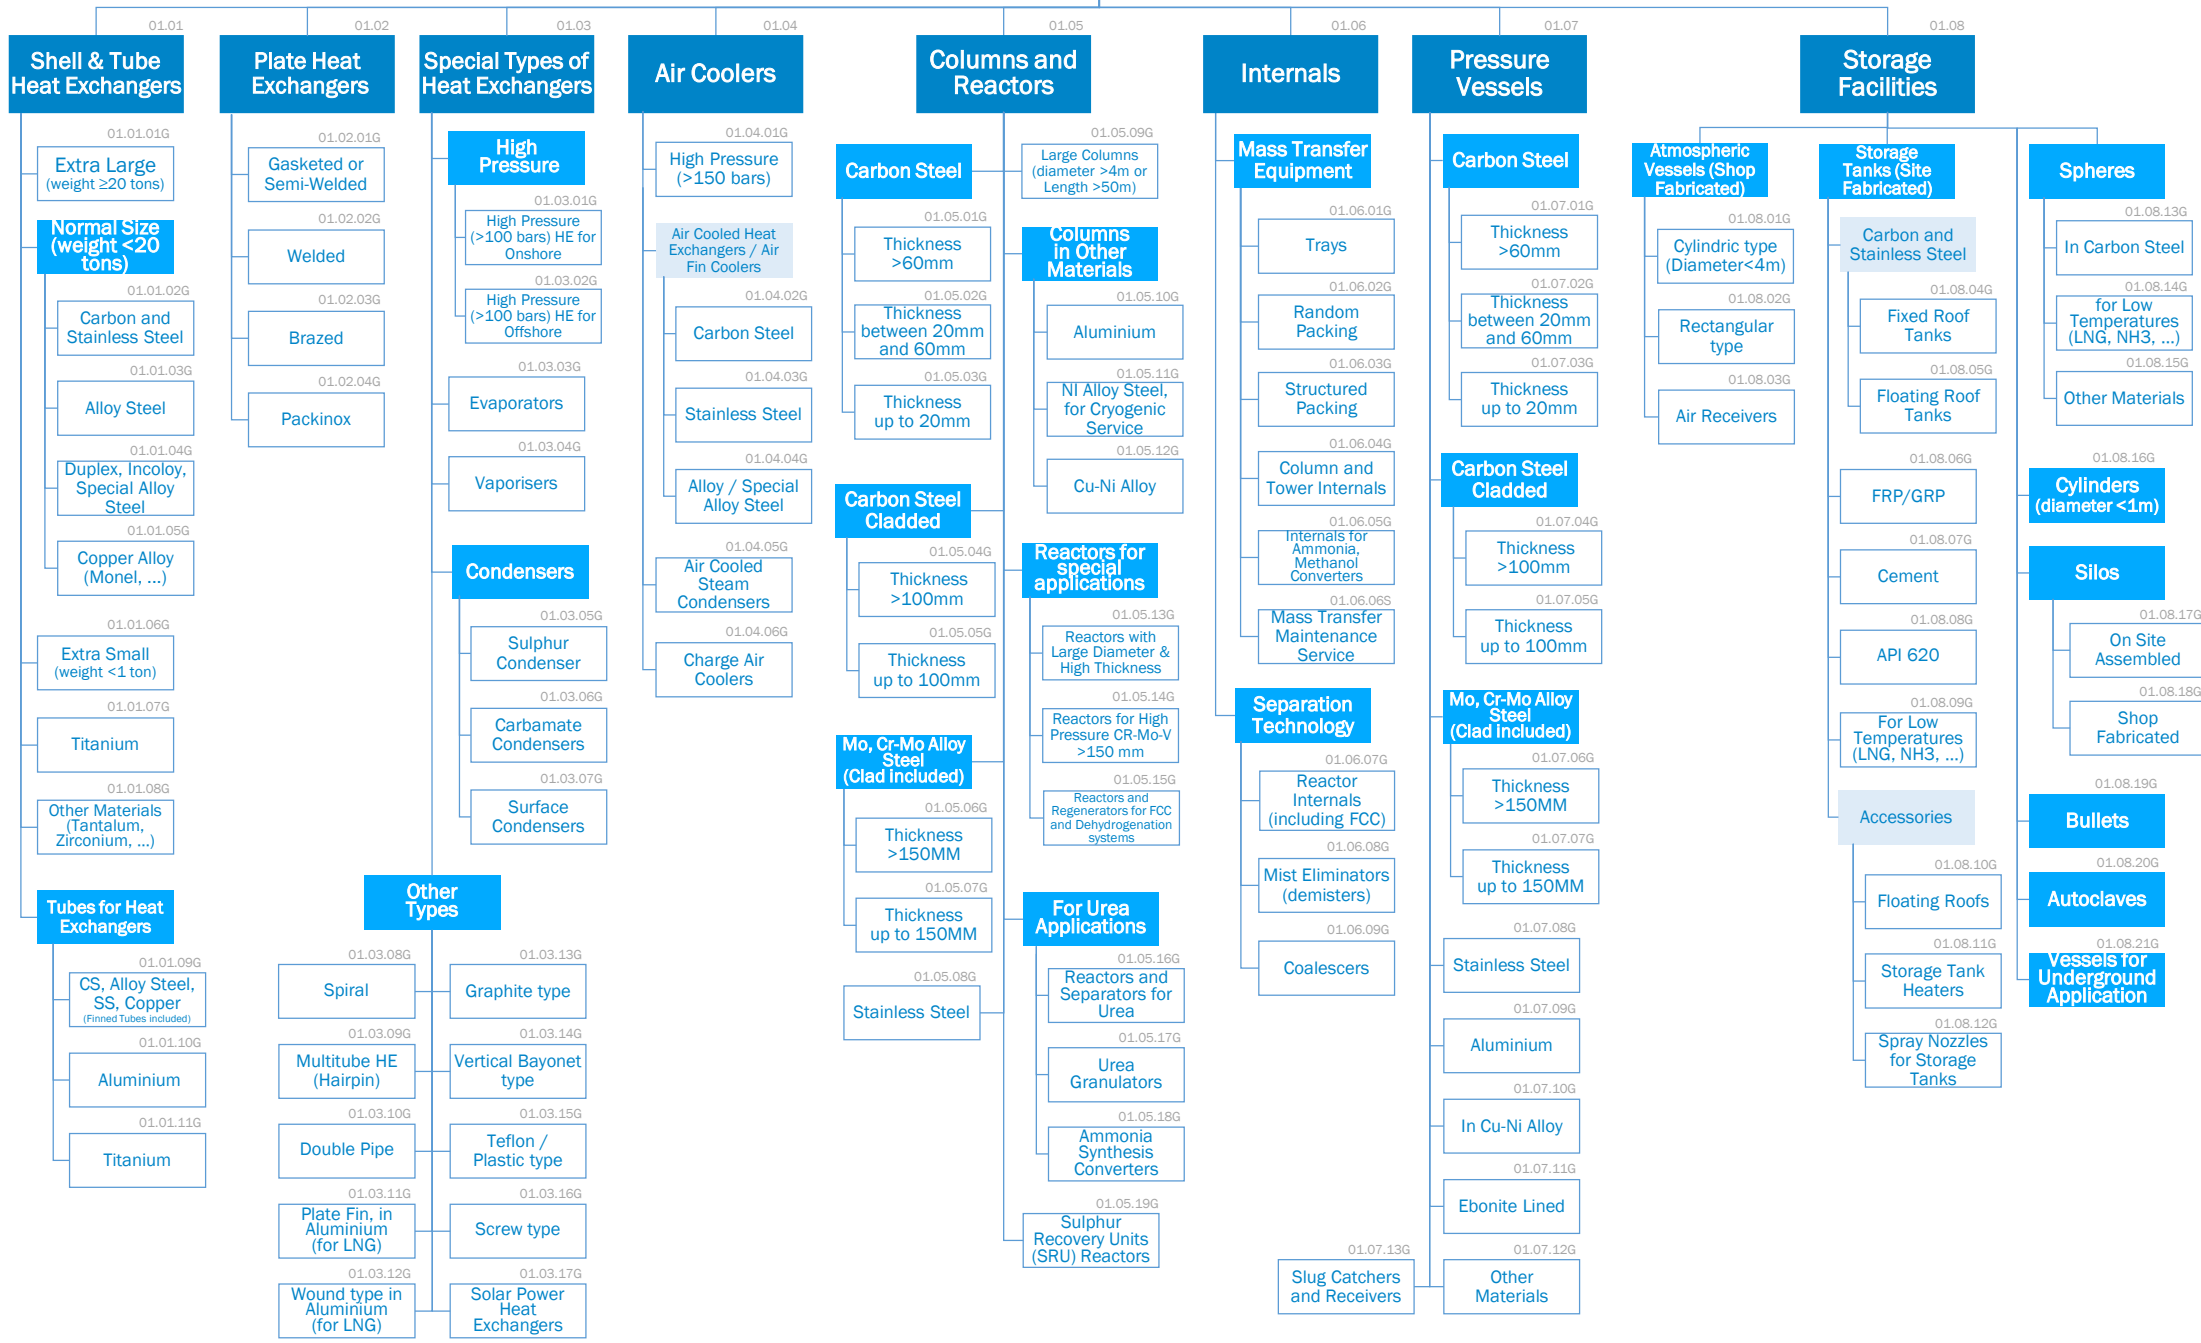 01.01
Shell & Tube
Heat Exchangers
01.01.01G
Extra Large
(weight ≥20 tons)
Normal Size
(weight <20
tons)
01.01.02G
Carbon and
Stainless Steel
01.01.03G
Alloy Steel
01.01.04G
Duplex, Incoloy,
Special Alloy
Steel
01.01.05G
Copper Alloy
(Monel, ...)
01.01.06G
Extra Small
(weight <1 ton)
01.01.07G
Titanium
01.01.08G
Other Materials
(Tantalum,
Zirconium, ...)
Tubes for Heat
Exchangers
01.01.09G
CS, Alloy Steel,
SS, Copper
(Finned Tubes included)
01.01.10G
Aluminium
01.01.11G
Titanium
01.02
Plate Heat
Exchangers
01.02.01G
Gasketed or
Semi-Welded
01.02.02G
Welded
01.02.03G
Brazed
01.02.04G
Packinox
01.03
Special Types of
Heat Exchangers
High
Pressure
01.03.01G
High Pressure
(>100 bars) HE for
Onshore
01.03.02G
High Pressure
(>100 bars) HE for
Offshore
01.03.03G
Evaporators
01.03.04G
Vaporisers
Condensers
01.03.05G
Sulphur
Condenser
01.03.06G
Carbamate
Condensers
01.03.07G
Surface
Condensers
Other
Types
01.03.08G
Spiral
01.03.09G
Multitube HE
(Hairpin)
01.03.10G
Double Pipe
01.03.11G
Plate Fin, in
Aluminium
(for LNG)
01.03.12G
Wound type in
Aluminium
(for LNG)
01.03.13G
Graphite type
01.03.14G
Vertical Bayonet
type
01.03.15G
Teflon /
Plastic type
01.03.16G
Screw type
01.03.17G
Solar Power
Heat
Exchangers
01.04
Air Coolers
01.04.01G
High Pressure
(>150 bars)
Air Cooled Heat
Exchangers / Air
Fin Coolers
01.04.02G
Carbon Steel
01.04.03G
Stainless Steel
01.04.04G
Alloy / Special
Alloy Steel
01.04.05G
Air Cooled
Steam
Condensers
01.04.06G
Charge Air
Coolers
01.05
Columns and
Reactors
Carbon Steel
01.05.01G
Thickness
>60mm
01.05.02G
Thickness
between 20mm
and 60mm
01.05.03G
Thickness
up to 20mm
Carbon Steel
Cladded
01.05.04G
Thickness
>100mm
01.05.05G
Thickness
up to 100mm
Mo, Cr-Mo Alloy
Steel
(Clad included)
01.05.06G
Thickness
>150MM
01.05.07G
Thickness
up to 150MM
01.05.08G
Stainless Steel
01.05.09G
Large Columns
(diameter >4m or
Length >50m)
Columns
in Other
Materials
01.05.10G
Aluminium
01.05.11G
NI Alloy Steel,
for Cryogenic
Service
01.05.12G
Cu-Ni Alloy
Reactors for
special
applications
01.05.13G
Reactors with
Large Diameter &
High Thickness
01.05.14G
Reactors for High
Pressure CR-Mo-V
>150 mm
01.05.15G
Reactors and
Regenerators for FCC
and Dehydrogenation
systems
For Urea
Applications
01.05.16G
Reactors and
Separators for
Urea
01.05.17G
Urea
Granulators
01.05.18G
Ammonia
Synthesis
Converters
01.05.19G
Sulphur
Recovery Units
(SRU) Reactors
01.06
Internals
Mass Transfer
Equipment
01.06.01G
Trays
01.06.02G
Random
Packing
01.06.03G
Structured
Packing
01.06.04G
Column and
Tower Internals
01.06.05G
Internals for
Ammonia,
Methanol
Converters
01.06.06S
Mass Transfer
Maintenance
Service
Separation
Technology
01.06.07G
Reactor
Internals
(including FCC)
01.06.08G
Mist Eliminators
(demisters)
01.06.09G
Coalescers
01.07
Pressure
Vessels
Carbon Steel
01.07.01G
Thickness
>60mm
01.07.02G
Thickness
between 20mm
and 60mm
01.07.03G
Thickness
up to 20mm
Carbon Steel
Cladded
01.07.04G
Thickness
>100mm
01.07.05G
Thickness
up to 100mm
Mo, Cr-Mo Alloy
Steel
(Clad included)
01.07.06G
Thickness
>150MM
01.07.07G
Thickness
up to 150MM
01.07.08G
Stainless Steel
01.07.09G
Aluminium
01.07.10G
In Cu-Ni Alloy
01.07.11G
Ebonite Lined
01.07.12G
Other
Materials
01.07.13G
Slug Catchers
and Receivers
01.08
Storage
Facilities
Atmospheric
Vessels (Shop
Fabricated)
01.08.01G
Cylindric type
(Diameter<4m)
01.08.02G
Rectangular
type
01.08.03G
Air Receivers
Storage
Tanks (Site
Fabricated)
Carbon and
Stainless Steel
01.08.04G
Fixed Roof
Tanks
01.08.05G
Floating Roof
Tanks
01.08.06G
FRP/GRP
01.08.07G
Cement
01.08.08G
API 620
01.08.09G
For Low
Temperatures
(LNG, NH3, ...)
Accessories
01.08.10G
Floating Roofs
01.08.11G
Storage Tank
Heaters
01.08.12G
Spray Nozzles
for Storage
Tanks
Spheres
01.08.13G
In Carbon Steel
01.08.14G
for Low
Temperatures
(LNG, NH3, ...)
01.08.15G
Other Materials
01.08.16G
Cylinders
(diameter <1m)
Silos
01.08.17G
On Site
Assembled
01.08.18G
Shop
Fabricated
01.08.19G
Bullets
01.08.20G
Autoclaves
01.08.21G
Vessels for
Underground
Application